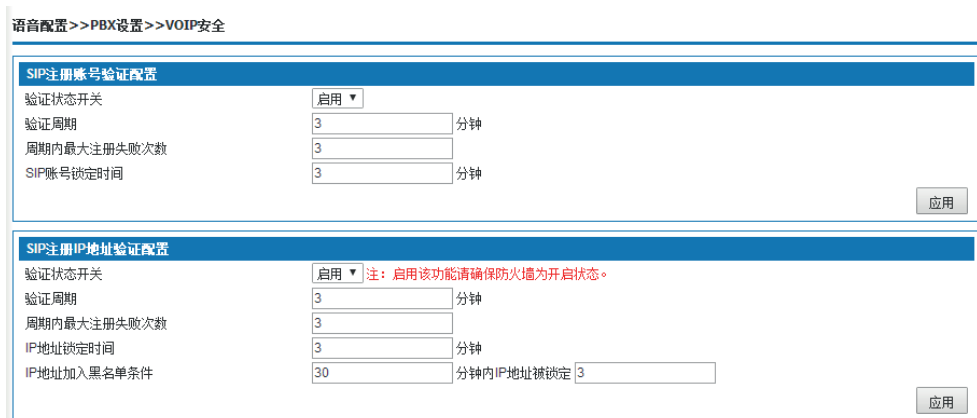 语音配置>>PBX设置>>VOIP安全
SIP注册账号验证配置
验证状态开关 启用
验证周期 3 分钟
周期内最大注册失败次数 3
SIP账号锁定时间 3 分钟
应用
SIP注册IP地址验证配置
验证状态开关 启用 注：启用该功能请确保防火墙为开启状态。
验证周期 3 分钟
周期内最大注册失败次数 3
IP地址锁定时间 3 分钟
IP地址加入黑名单条件 30 分钟内IP地址被锁定 3
应用